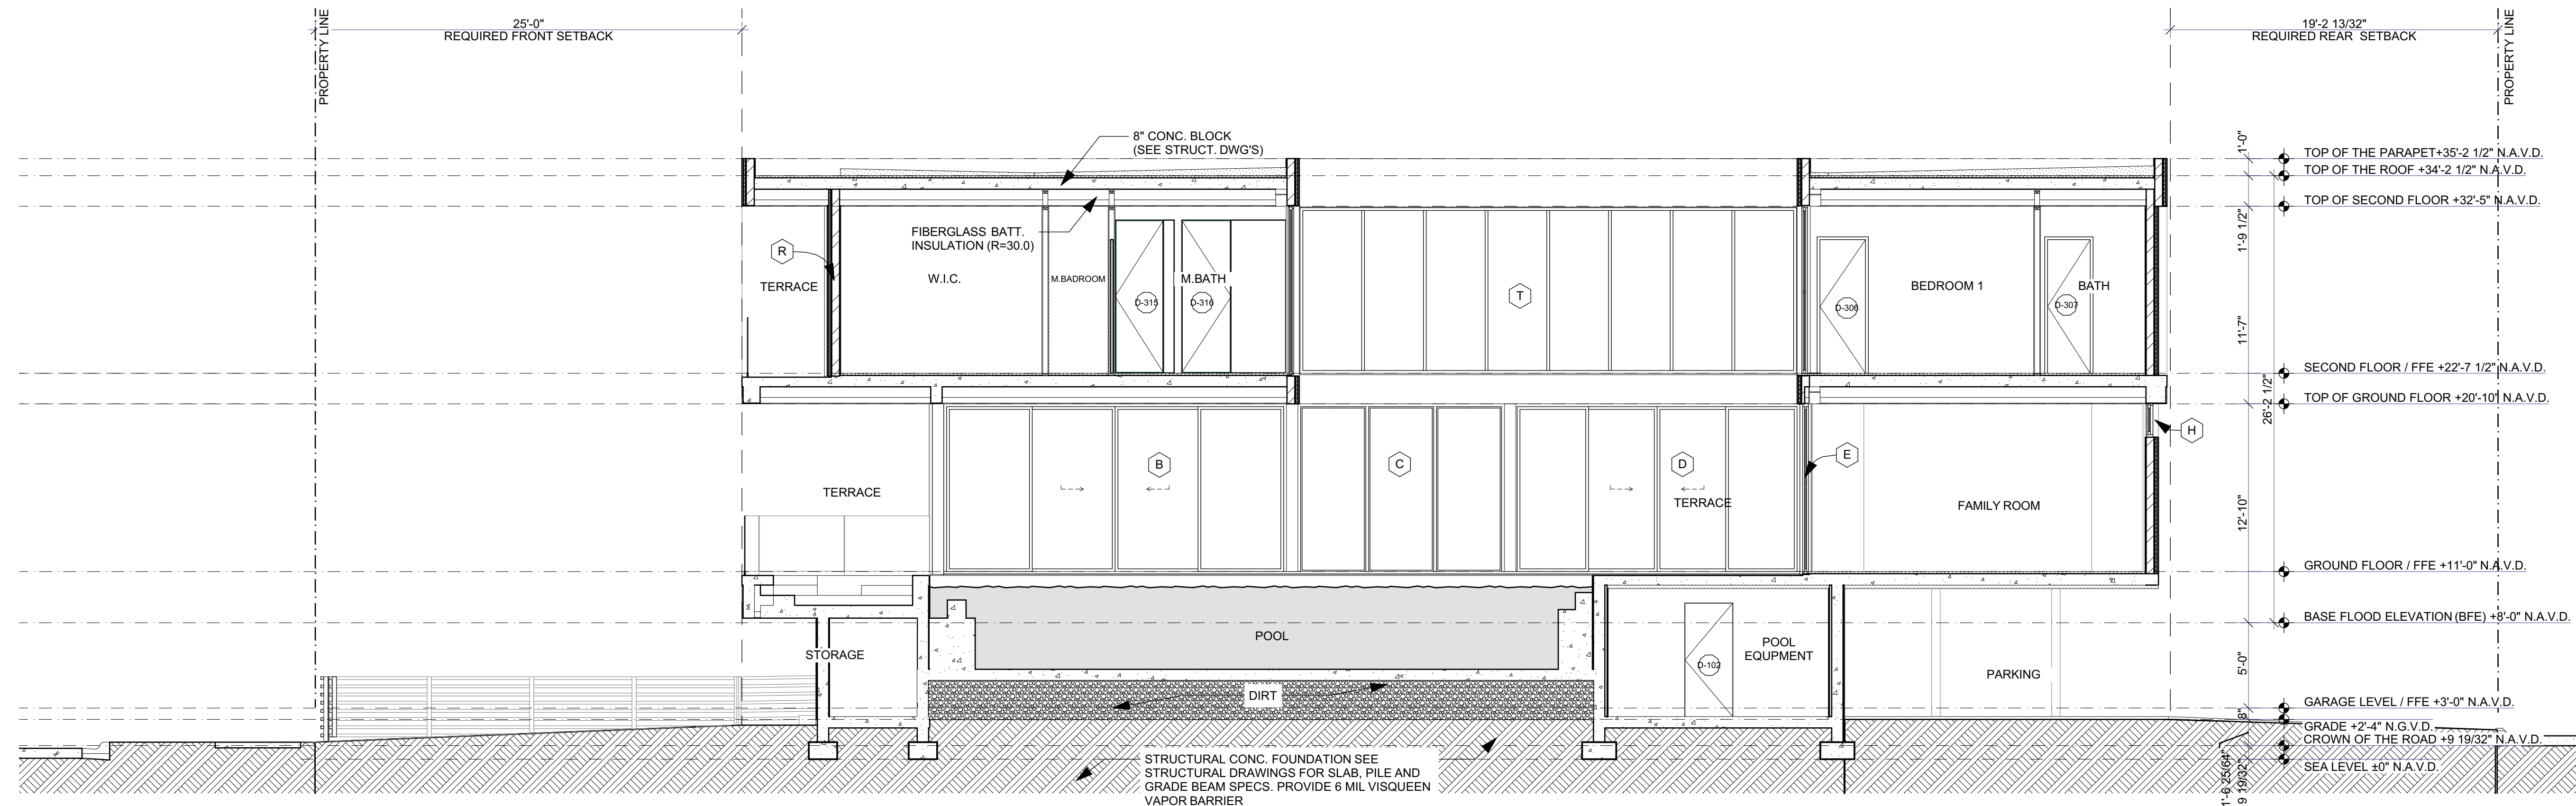 25'-0"
REQUIRED FRONT SETBACK
PROPERTY LINE
19'-2 13/32"
REQUIRED REAR SETBACK
PROPERTY LINE
8" CONC. BLOCK
(SEE STRUCT. DWG'S)
1'-0"
TOP OF THE PARAPET+35'-2 1/2" N.A.V.D.
TOP OF THE ROOF +34'-2 1/2" N.A.V.D.
TOP OF SECOND FLOOR +32'-5" N.A.V.D.
1'-9 1/2"
FIBERGLASS BATT.
INSULATION (R=30.0)
R
TERRACE
W.I.C.
M.BADROOM
M.BATH
D-315
D-316
T
BEDROOM 1
BATH
D-306
D-307
11'-7"
SECOND FLOOR / FFE +22'-7 1/2" N.A.V.D.
26'-2 1/2"
TOP OF GROUND FLOOR +20'-10" N.A.V.D.
H
B
C
D
E
TERRACE
TERRACE
FAMILY ROOM
12'-10"
GROUND FLOOR / FFE +11'-0" N.A.V.D.
BASE FLOOD ELEVATION (BFE) +8'-0" N.A.V.D.
POOL
STORAGE
POOL
EQUPMENT
D-102
PARKING
5'-0"
DIRT
GARAGE LEVEL / FFE +3'-0" N.A.V.D.
8"
GRADE +2'-4" N.G.V.D.
CROWN OF THE ROAD +9 19/32" N.A.V.D.
SEA LEVEL ±0" N.A.V.D.
1'-6 25/64"
9 19/32"
STRUCTURAL CONC. FOUNDATION SEE
STRUCTURAL DRAWINGS FOR SLAB, PILE AND
GRADE BEAM SPECS. PROVIDE 6 MIL VISQUEEN
VAPOR BARRIER